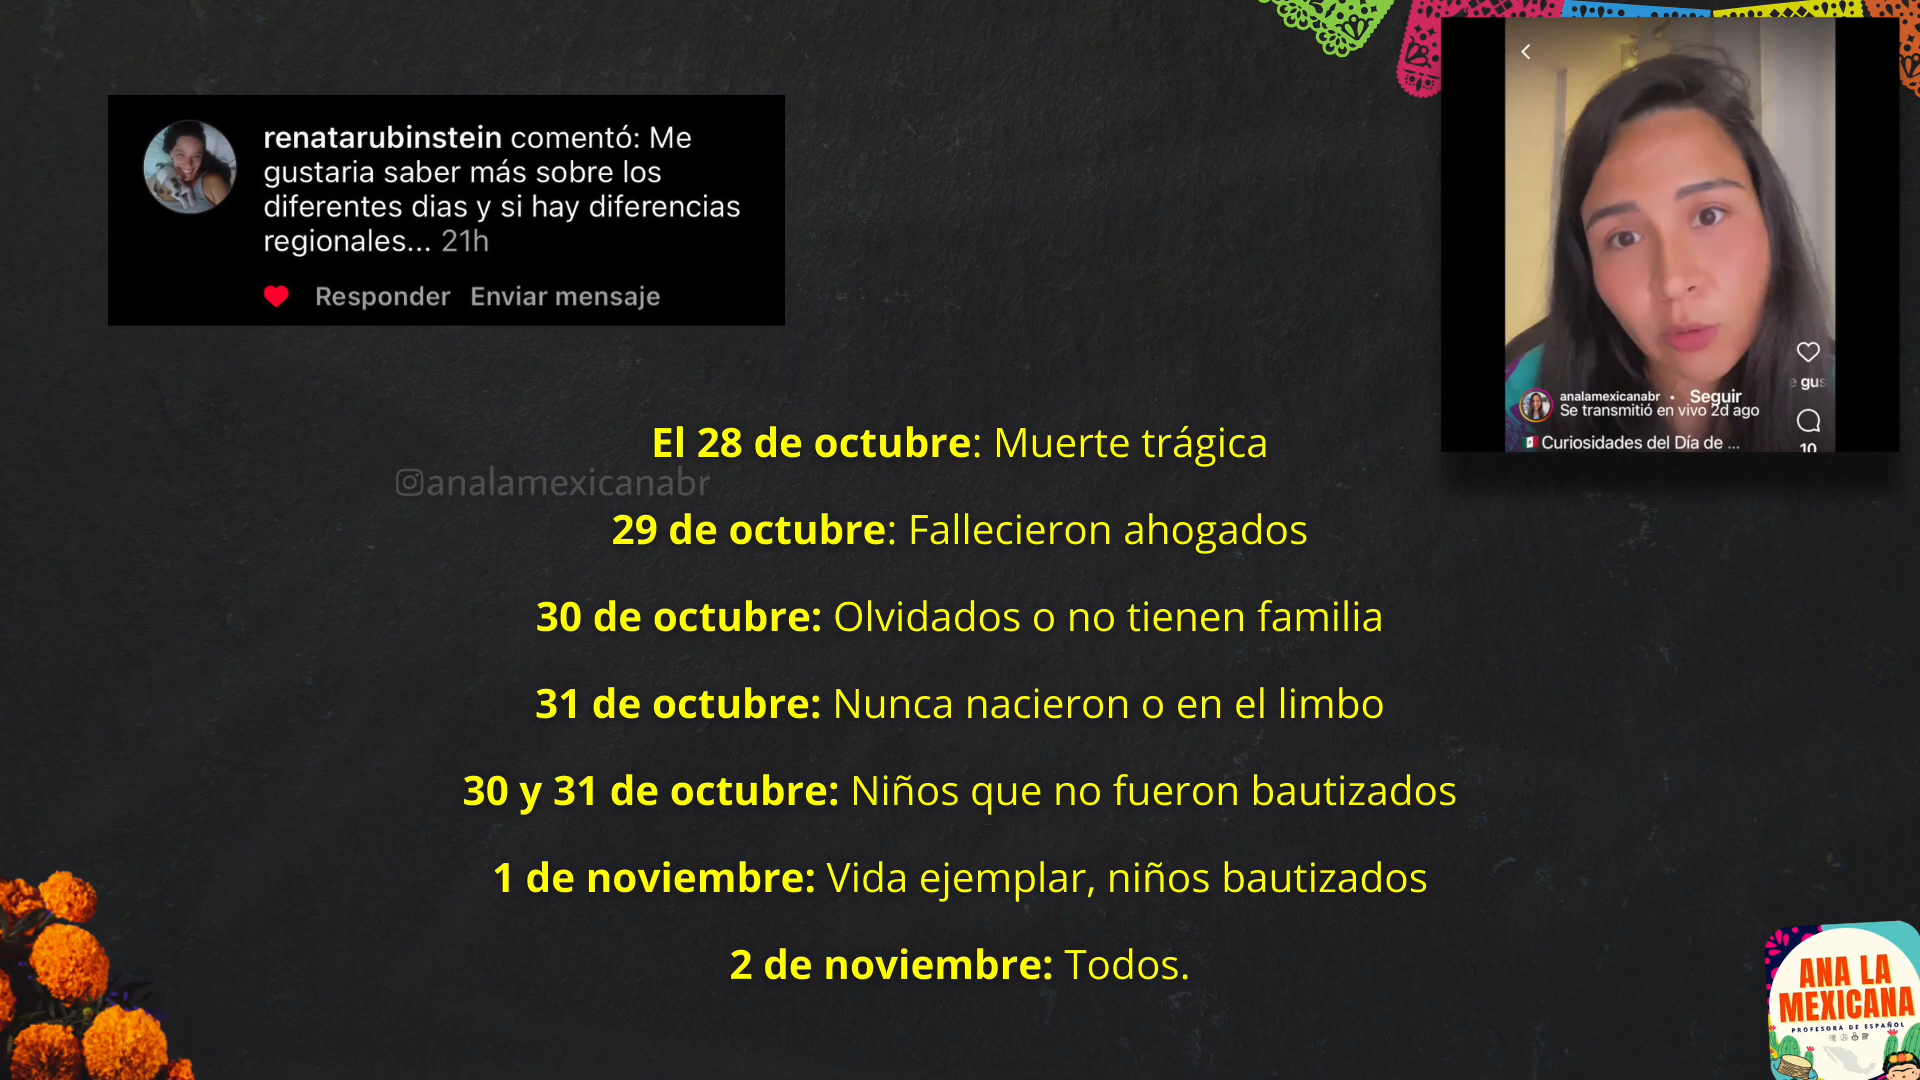 renatarubinstein comentó: Me
gustaria saber más sobre los
diferentes dias y si hay diferencias
regionales... 21h
Responder Enviar mensaje
analamexicanabr • Seguir
Se transmitió en vivo 2d ago
Curiosidades del Día de ...
e gus
10
El 28 de octubre: Muerte trágica
@analamexicanabr
29 de octubre: Fallecieron ahogados
30 de octubre: Olvidados o no tienen familia
31 de octubre: Nunca nacieron o en el limbo
30 y 31 de octubre: Niños que no fueron bautizados
1 de noviembre: Vida ejemplar, niños bautizados
2 de noviembre: Todos.
ANA LA
MEXICANA
PROFESORA DE ESPAÑOL